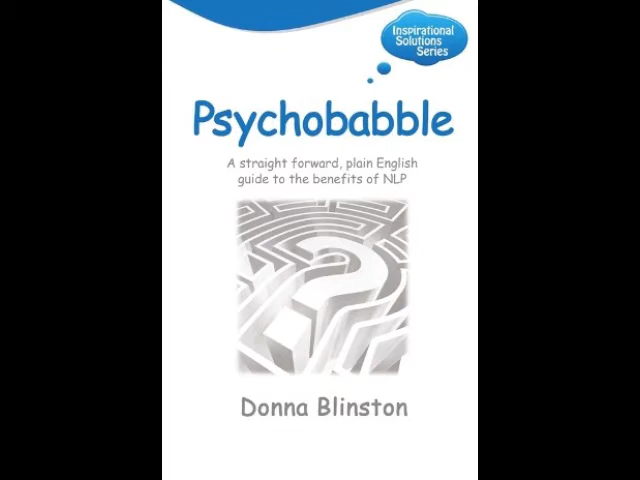 Inspirational
Solutions
Series
Psychobabble
A straight forward, plain English
guide to the benefits of NLP
Donna Blinston